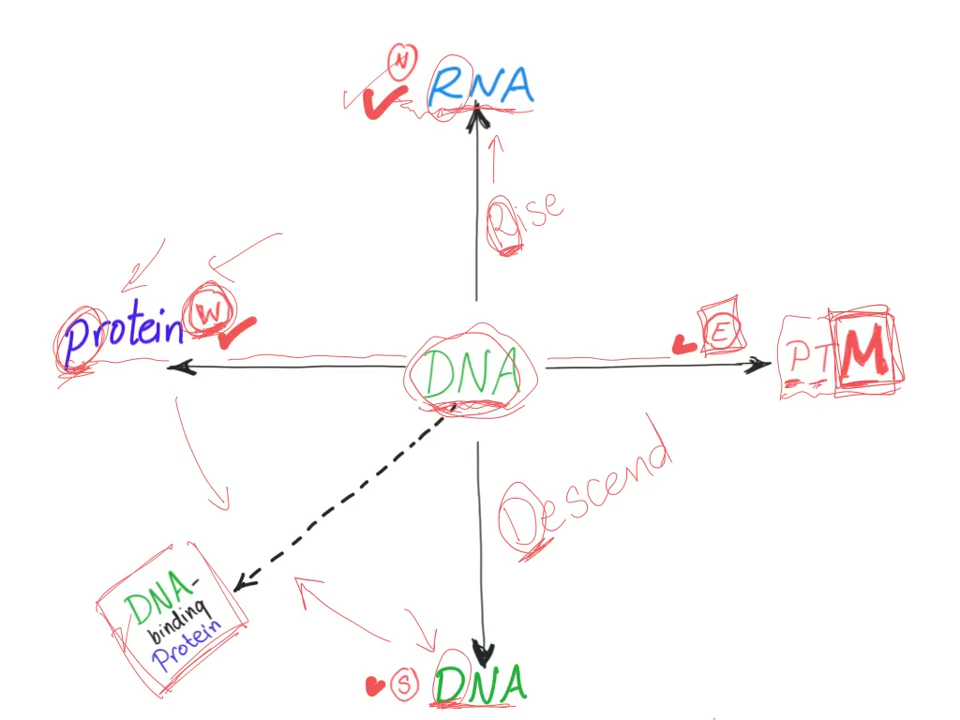 N
RNA
Rise
Protein W
E
PTM
DNA
Descend
DNA-
binding
Protein
S DNA